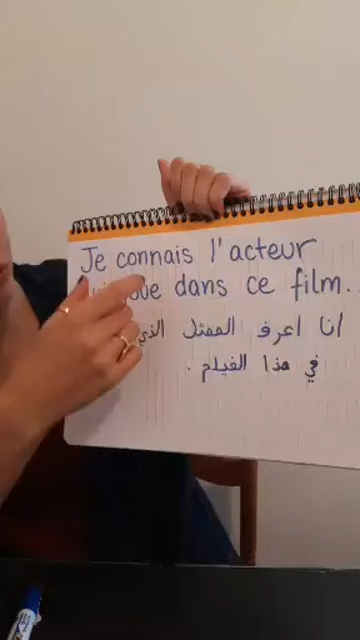 Je connais l'acteur
dans ce film..
انا اعرف الممثل الذي
في هذا الفيلم .